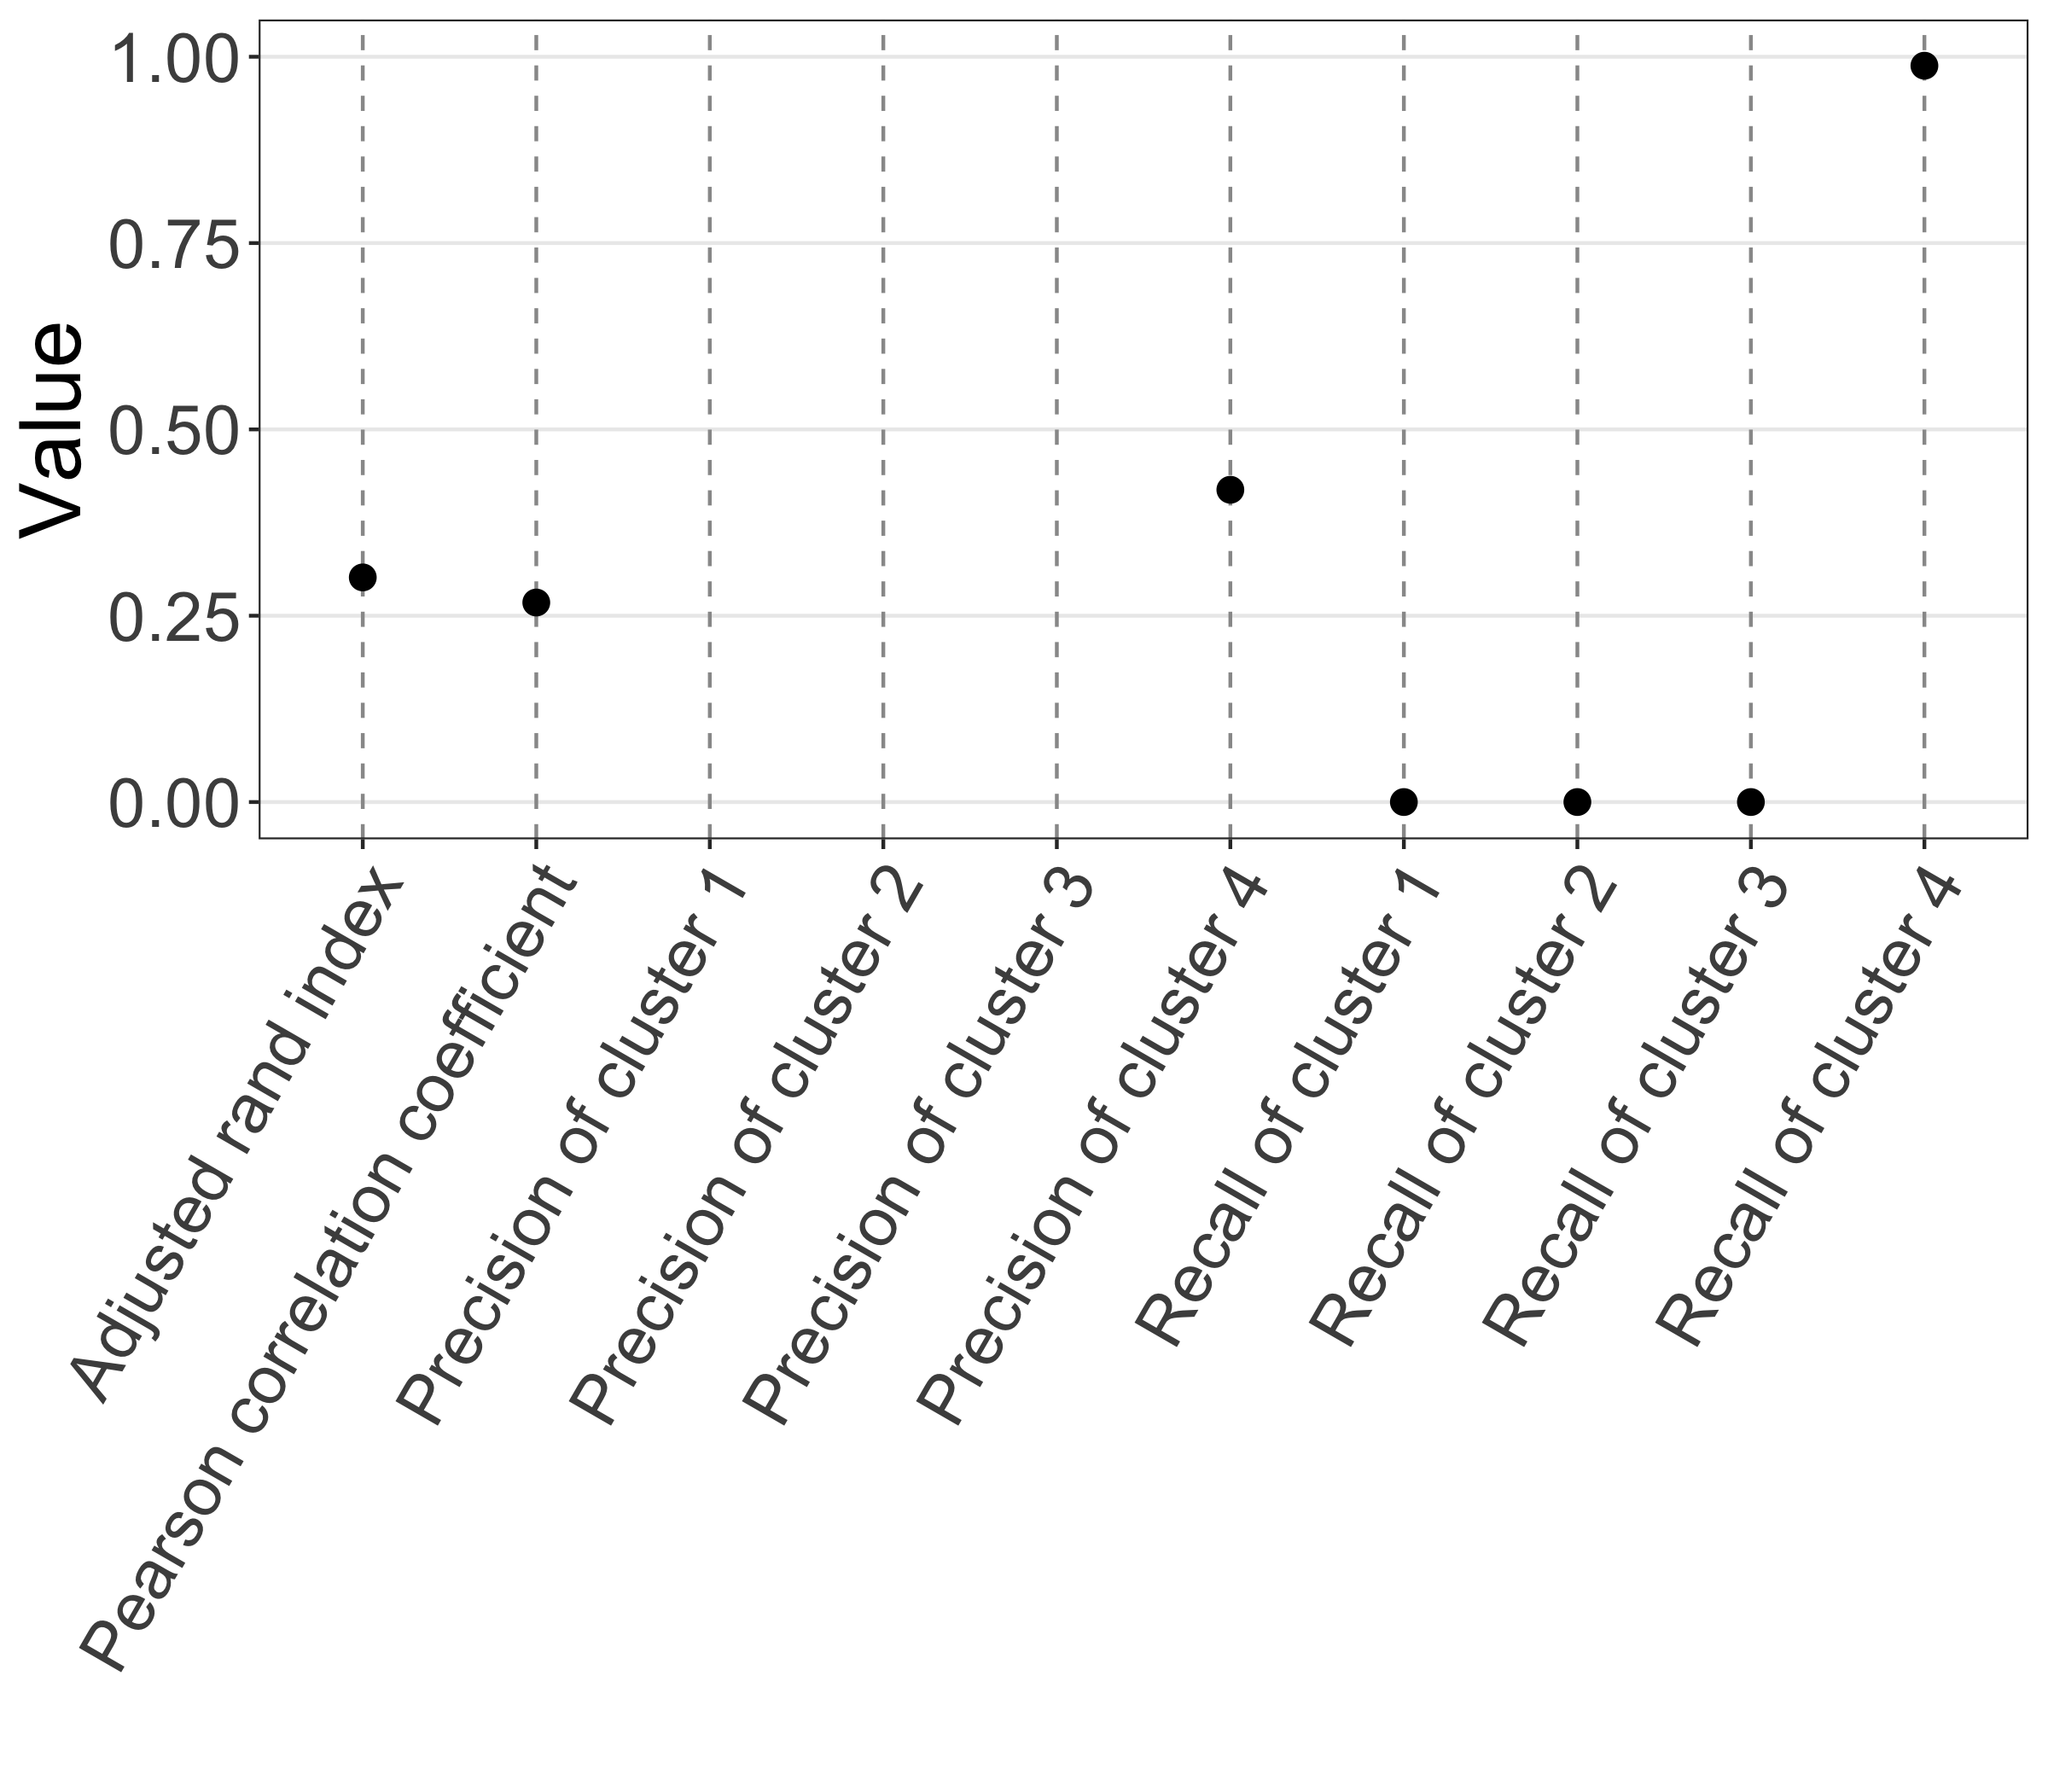 Value
1.00
0.75
0.50
0.25
0.00
Adjusted rand index
Pearson correlation coefficient
Precision of cluster 1
Precision of cluster 2
Precision of cluster 3
Precision of cluster 4
Recall of cluster 1
Recall of cluster 2
Recall of cluster 3
Recall of cluster 4